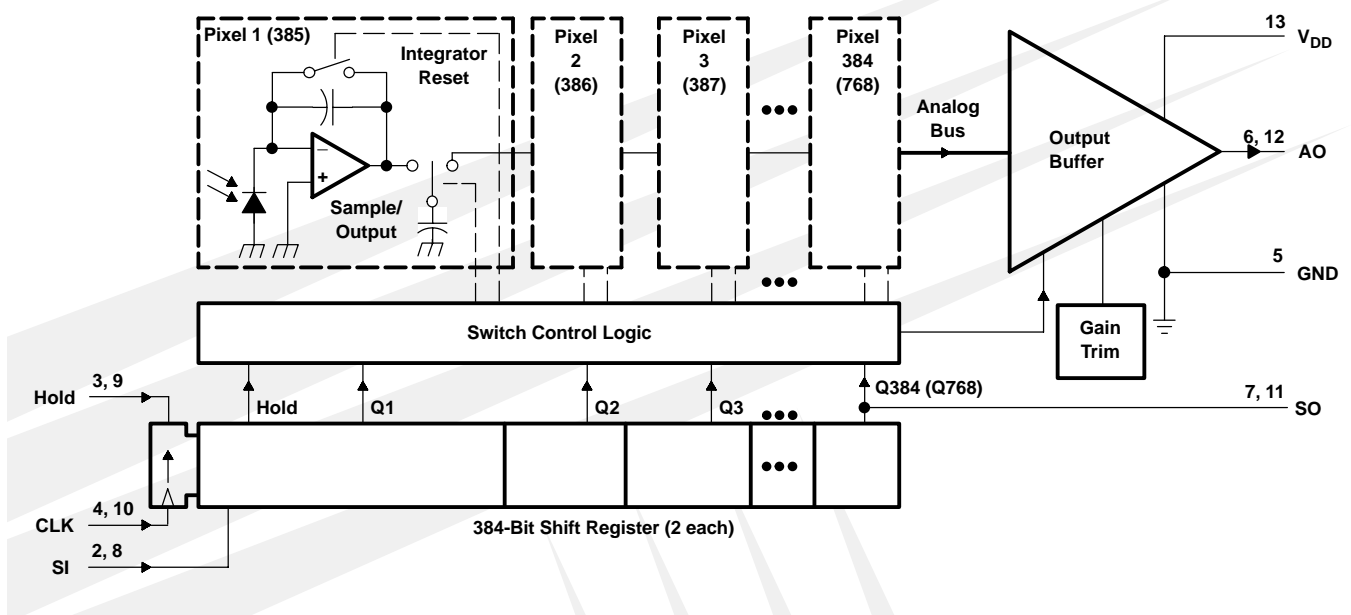 Pixel 1 (385)
Integrator
Reset
–
+
Sample/
Output
Pixel
2
(386)
Pixel
3
(387)
Pixel
384
(768)
Analog
Bus
Output
Buffer
13
VDD
6, 12
AO
5
GND
Gain
Trim
Switch Control Logic
3, 9
Hold
Hold
Q1
Q2
Q3
Q384 (Q768)
7, 11
SO
4, 10
CLK
384-Bit Shift Register (2 each)
2, 8
SI